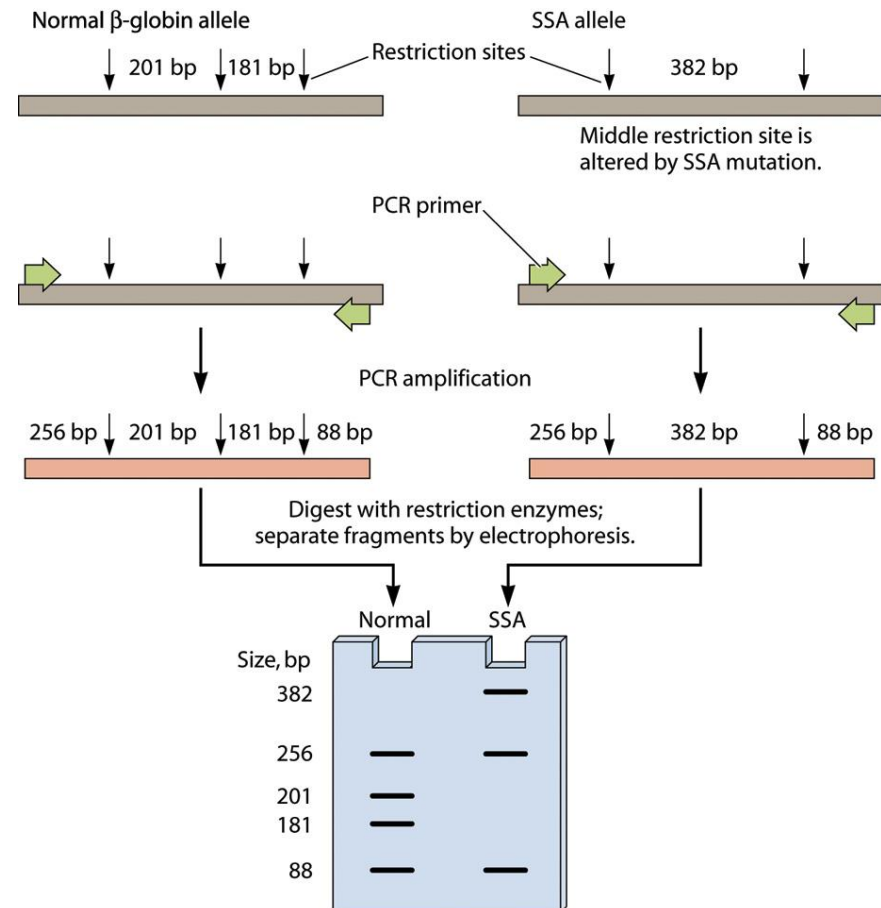 Normal β-globin allele
SSA allele
201 bp
181 bp
Restriction sites
382 bp
Middle restriction site is
altered by SSA mutation.
PCR primer
PCR amplification
256 bp
201 bp
181 bp
88 bp
256 bp
382 bp
88 bp
Digest with restriction enzymes;
separate fragments by electrophoresis.
Normal
SSA
Size, bp
382
256
201
181
88